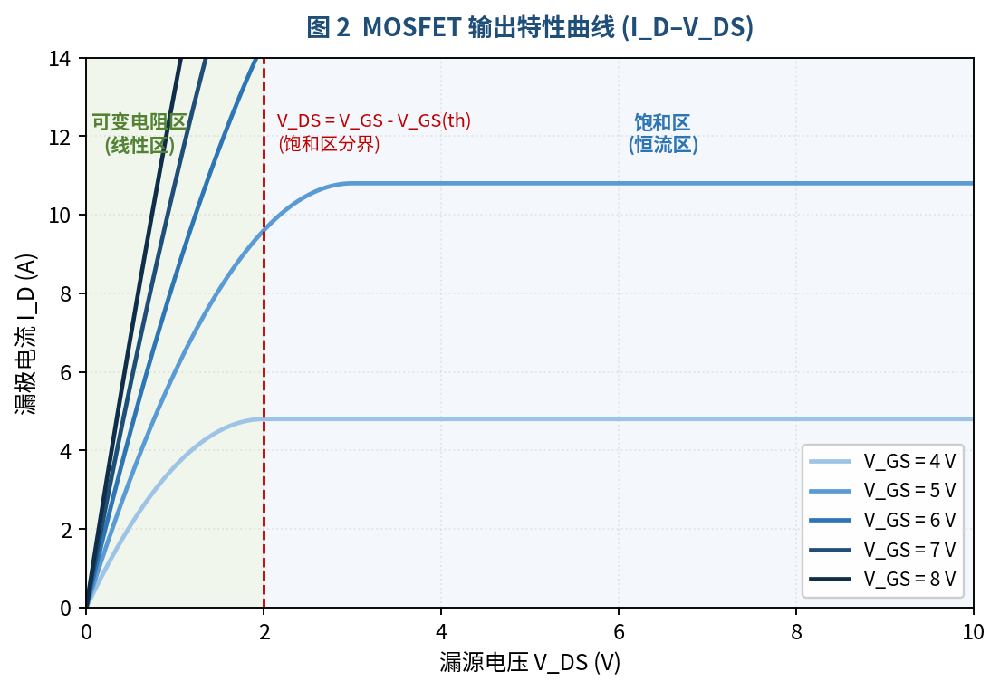 图 2  MOSFET 输出特性曲线 (I_D–V_DS)
漏极电流 I_D (A)
14
12
10
8
6
4
2
0
可变电阻区
(线性区)
V_DS = V_GS - V_GS(th)
(饱和区分界)
饱和区
(恒流区)
V_GS = 4 V
V_GS = 5 V
V_GS = 6 V
V_GS = 7 V
V_GS = 8 V
0 2 4 6 8 10
漏源电压 V_DS (V)